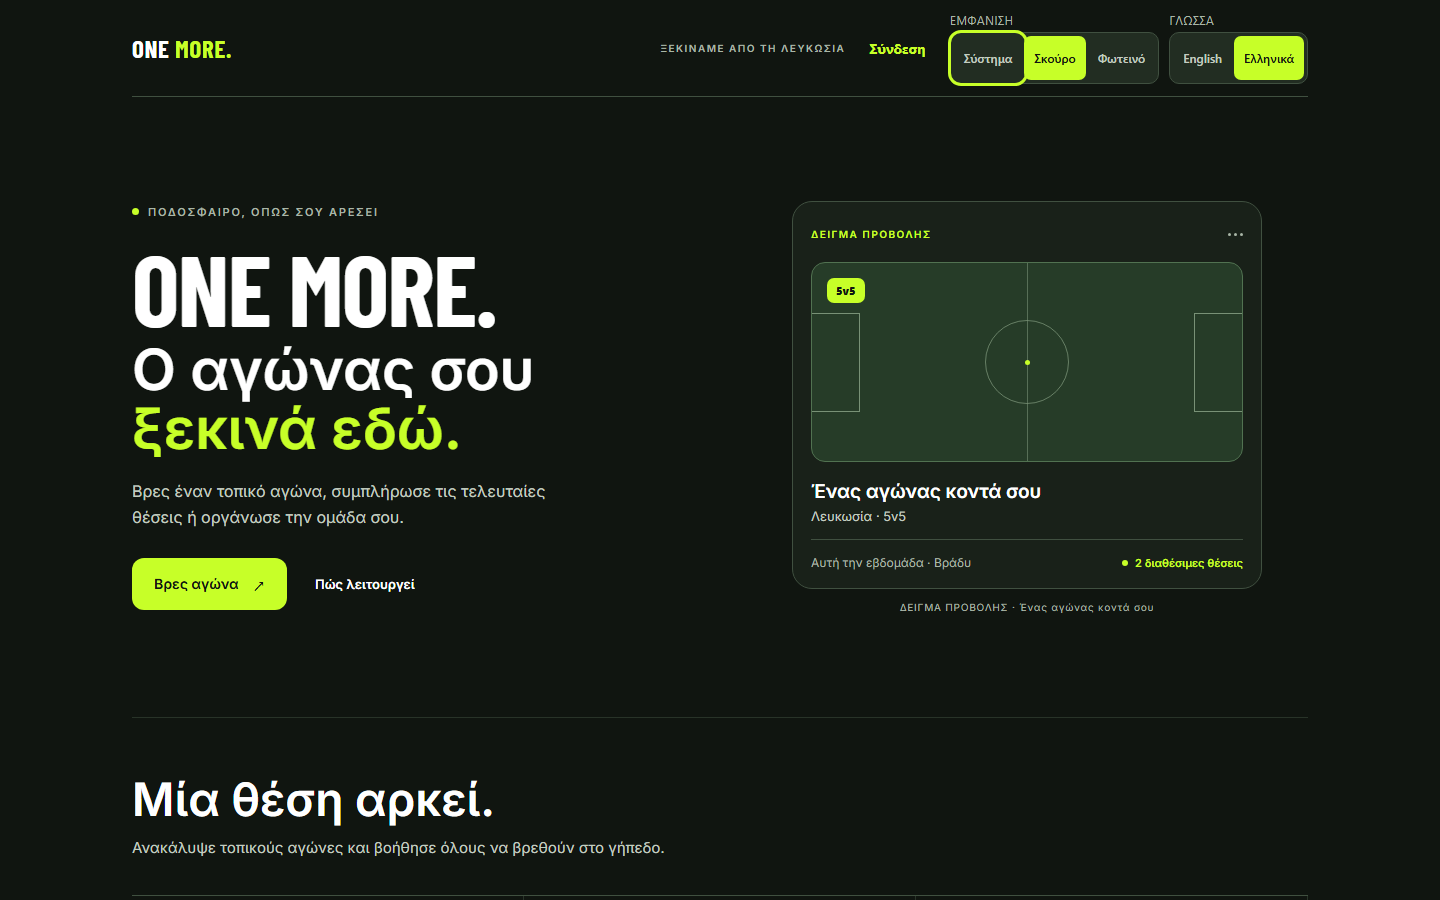 ONE MORE.
ΞΕΚΙΝΑΜΕ ΑΠΟ ΤΗ ΛΕΥΚΩΣΙΑ
Σύνδεση
ΕΜΦΑΝΙΣΗ
Σύστημα
Σκούρο
Φωτεινό
ΓΛΩΣΣΑ
English
Ελληνικά
ΠΟΔΟΣΦΑΙΡΟ, ΟΠΩΣ ΣΟΥ ΑΡΕΣΕΙ
ONE MORE.
Ο αγώνας σου
ξεκινά εδώ.
Βρες έναν τοπικό αγώνα, συμπλήρωσε τις τελευταίες
θέσεις ή οργάνωσε την ομάδα σου.
Βρες αγώνα ↗
Πώς λειτουργεί
ΔΕΙΓΜΑ ΠΡΟΒΟΛΗΣ
5v5
Ένας αγώνας κοντά σου
Λευκωσία · 5v5
Αυτή την εβδομάδα · Βράδυ
2 διαθέσιμες θέσεις
ΔΕΙΓΜΑ ΠΡΟΒΟΛΗΣ · Ένας αγώνας κοντά σου
Μία θέση αρκεί.
Ανακάλυψε τοπικούς αγώνες και βοήθησε όλους να βρεθούν στο γήπεδο.